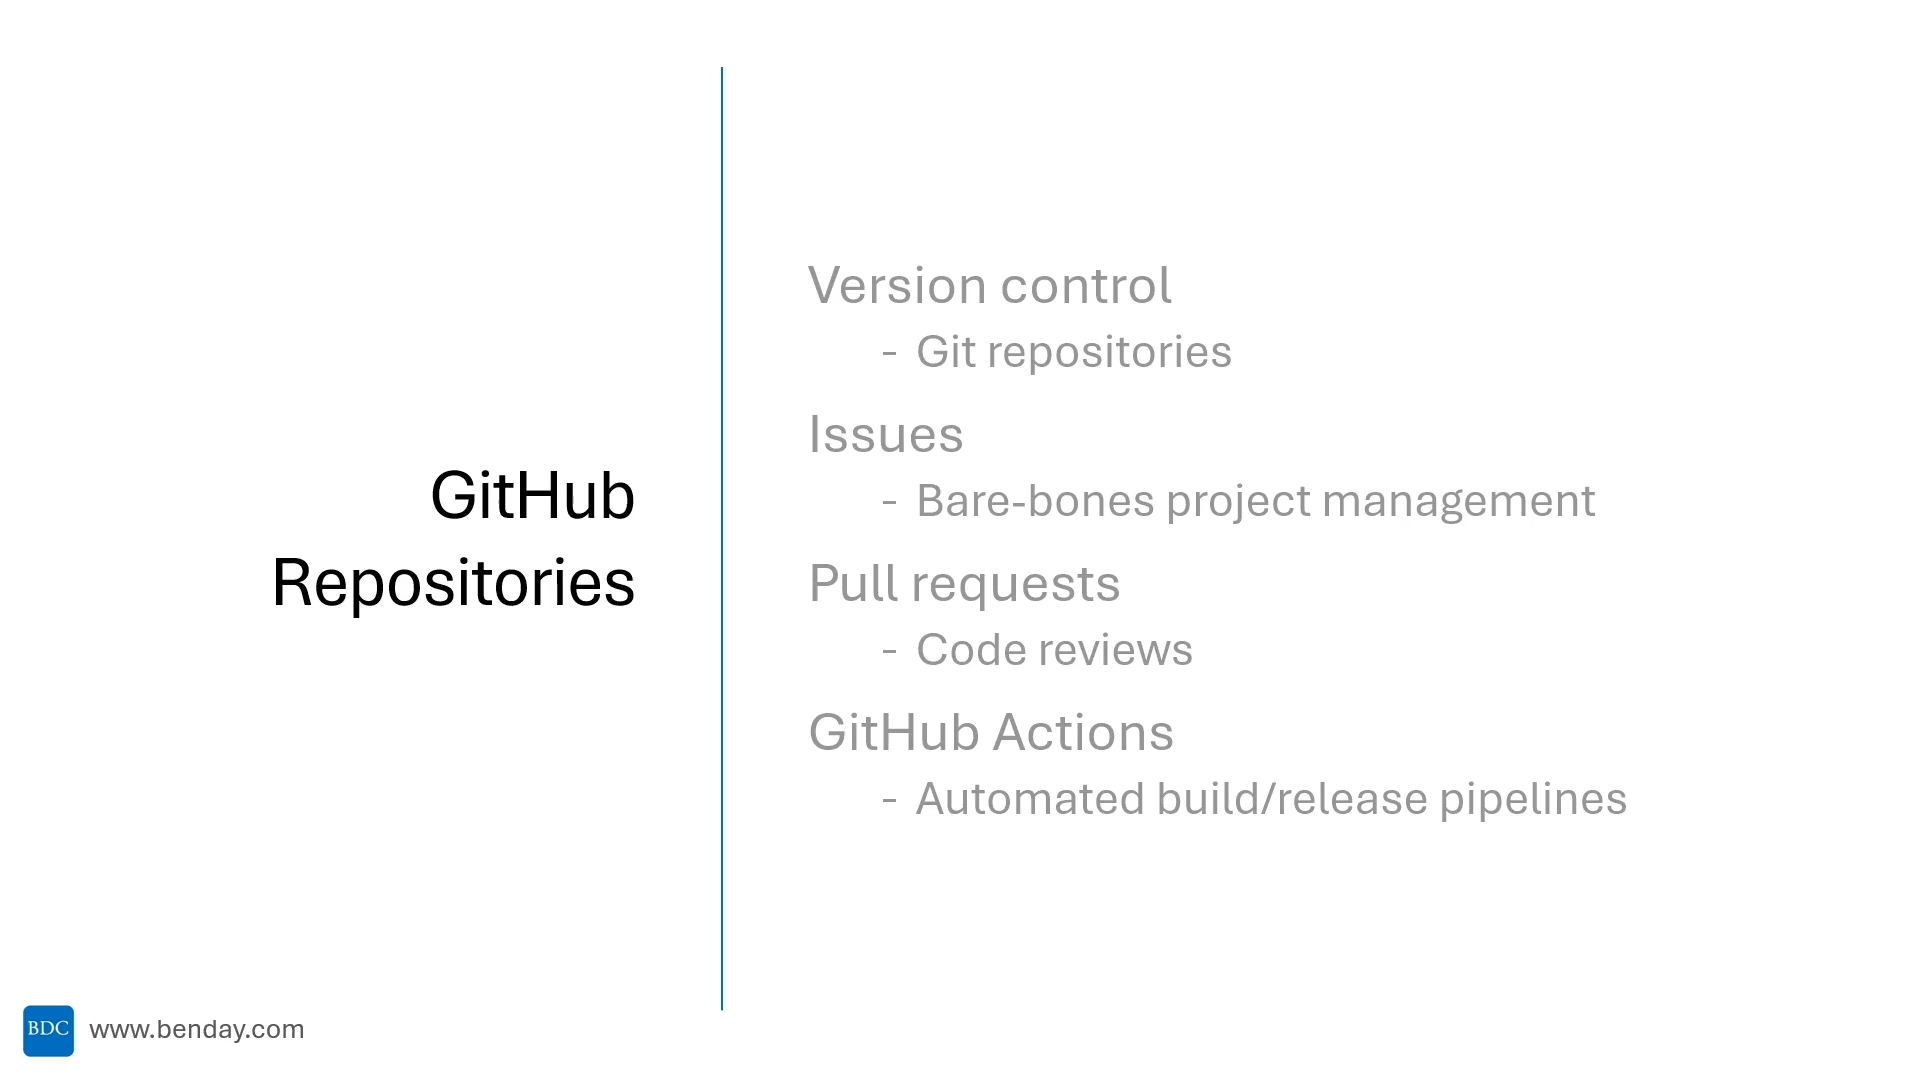 GitHub
Repositories
Version control
- Git repositories
Issues
- Bare-bones project management
Pull requests
- Code reviews
GitHub Actions
- Automated build/release pipelines
BDC
www.benday.com